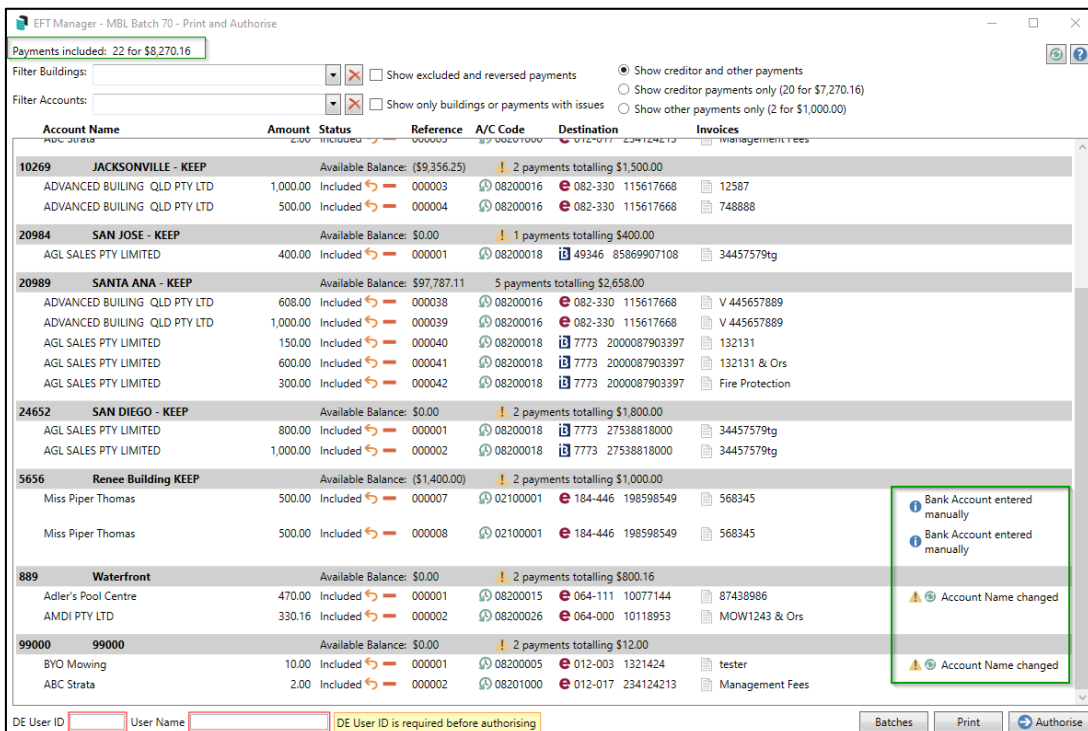 EFT Manager - MBL Batch 70 - Print and Authorise
Payments included: 22 for $8,270.16
Filter Buildings: Show excluded and reversed payments Show creditor and other payments
Show creditor payments only (20 for $7,270.16)
Filter Accounts: Show only buildings or payments with issues Show other payments only (2 for $1,000.00)
Account Name Amount Status Reference A/C Code Destination Invoices
ABC Strata 2.00 Included 000003 08201000 012-017 234124213 Management Fees
10269 JACKSONVILLE - KEEP Available Balance: ($9,356.25) 2 payments totalling $1,500.00
ADVANCED BUILING QLD PTY LTD 1,000.00 Included 000003 08200016 082-330 115617668 12587
ADVANCED BUILING QLD PTY LTD 500.00 Included 000004 08200016 082-330 115617668 748888
20984 SAN JOSE - KEEP Available Balance: $0.00 1 payments totalling $400.00
AGL SALES PTY LIMITED 400.00 Included 000001 08200018 49346 85869907108 34457579tg
20989 SANTA ANA - KEEP Available Balance: $97,787.11 5 payments totalling $2,658.00
ADVANCED BUILING QLD PTY LTD 608.00 Included 000038 08200016 082-330 115617668 V 445657889
ADVANCED BUILING QLD PTY LTD 1,000.00 Included 000039 08200016 082-330 115617668 V 445657889
AGL SALES PTY LIMITED 150.00 Included 000040 08200018 7773 2000087903397 132131
AGL SALES PTY LIMITED 600.00 Included 000041 08200018 7773 2000087903397 132131 & Ors
AGL SALES PTY LIMITED 300.00 Included 000042 08200018 7773 2000087903397 Fire Protection
24652 SAN DIEGO - KEEP Available Balance: $0.00 2 payments totalling $1,800.00
AGL SALES PTY LIMITED 800.00 Included 000001 08200018 7773 27538818000 34457579tg
AGL SALES PTY LIMITED 1,000.00 Included 000002 08200018 7773 27538818000 34457579tg
5656 Renee Building KEEP Available Balance: ($1,400.00) 2 payments totalling $1,000.00
Miss Piper Thomas 500.00 Included 000007 02100001 184-446 198598549 568345 Bank Account entered
manually
Miss Piper Thomas 500.00 Included 000008 02100001 184-446 198598549 568345 Bank Account entered
manually
889 Waterfront Available Balance: $0.00 2 payments totalling $800.16
Adler's Pool Centre 470.00 Included 000001 08200015 064-111 10077144 87438986 Account Name changed
AMDI PTY LTD 330.16 Included 000002 08200026 064-000 10118953 MOW1243 & Ors
99000 99000 Available Balance: $0.00 2 payments totalling $12.00
BYO Mowing 10.00 Included 000001 08200005 012-003 1321424 tester Account Name changed
ABC Strata 2.00 Included 000002 08201000 012-017 234124213 Management Fees
DE User ID User Name DE User ID is required before authorising Batches Print Authorise